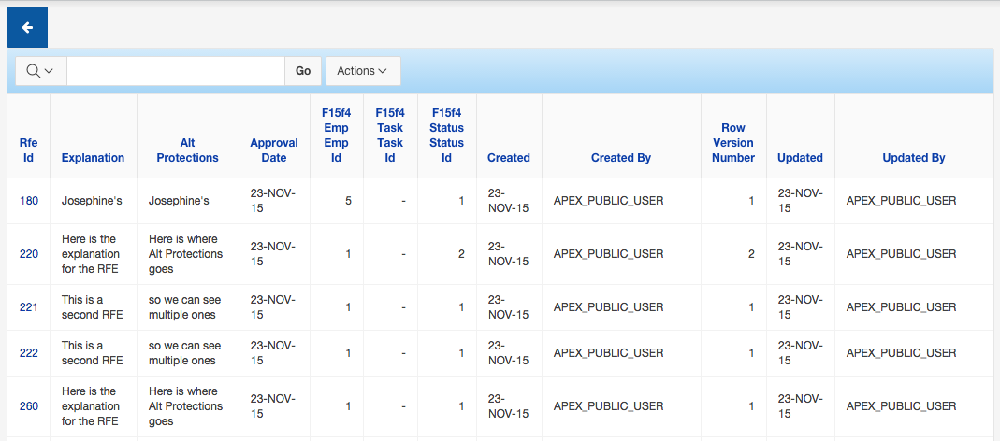 Go Actions
Rfe Id Explanation Alt Protections Approval Date F15f4 Emp Emp Id F15f4 Task Task Id F15f4 Status Status Id Created Created By Row Version Number Updated Updated By
180 Josephine's Josephine's 23-NOV-15 5 - 1 23-NOV-15 APEX_PUBLIC_USER 1 23-NOV-15 APEX_PUBLIC_USER
220 Here is the explanation for the RFE Here is where Alt Protections goes 23-NOV-15 1 - 2 23-NOV-15 APEX_PUBLIC_USER 2 23-NOV-15 APEX_PUBLIC_USER
221 This is a second RFE so we can see multiple ones 23-NOV-15 1 - 1 23-NOV-15 APEX_PUBLIC_USER 1 23-NOV-15 APEX_PUBLIC_USER
222 This is a second RFE so we can see multiple ones 23-NOV-15 1 - 1 23-NOV-15 APEX_PUBLIC_USER 1 23-NOV-15 APEX_PUBLIC_USER
260 Here is the explanation for the RFE Here is where Alt Protections goes 23-NOV-15 1 - 1 23-NOV-15 APEX_PUBLIC_USER 1 23-NOV-15 APEX_PUBLIC_USER